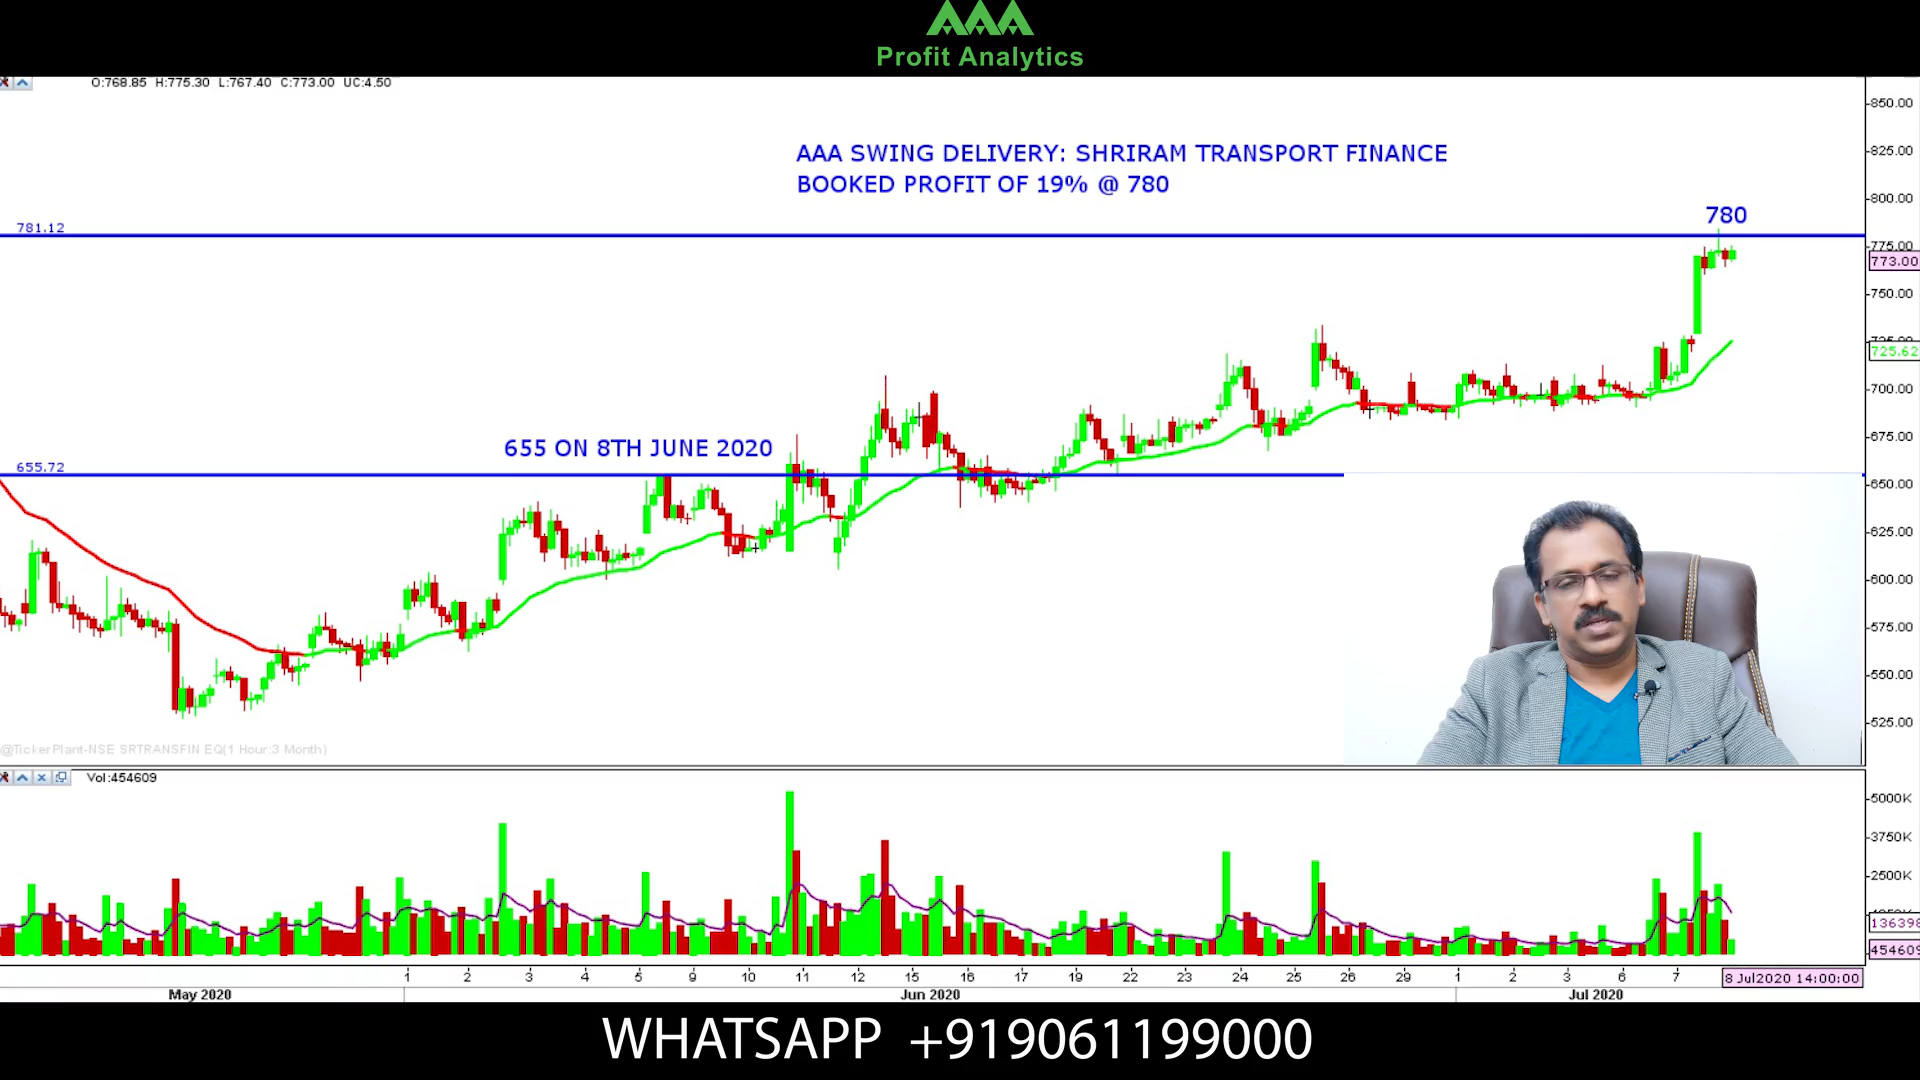 AAA
Profit Analytics
O:768.85 H:775.30 L:767.40 C:773.00 UC:4.50
AAA SWING DELIVERY: SHRIRAM TRANSPORT FINANCE
BOOKED PROFIT OF 19% @ 780
780
781.12
655 ON 8TH JUNE 2020
655.72
850.00
825.00
800.00
775.00
773.00
750.00
725.62
700.00
675.00
650.00
625.00
600.00
575.00
550.00
525.00
@TickerPlant-NSE SRTRANSFIN EQ(1 Hour:3 Month)
Vol:454609
5000K
3750K
2500K
136398
454609
1 2 3 4 5 9 10 11 12 15 16 17 19 22 23 24 25 26 29 1 2 3 6 7 8 Jul2020 14:00:00
May 2020 Jun 2020 Jul 2020
WHATSAPP +919061199000